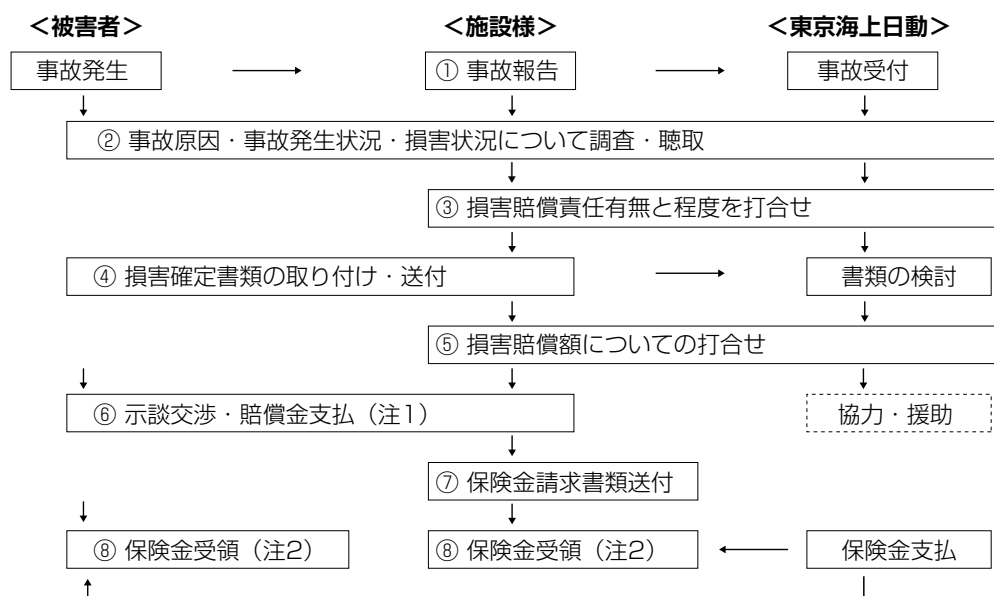 ＜被害者＞
＜施設様＞
＜東京海上日動＞
事故発生
① 事故報告
事故受付
② 事故原因・事故発生状況・損害状況について調査・聴取
③ 損害賠償責任有無と程度を打合せ
④ 損害確定書類の取り付け・送付
書類の検討
⑤ 損害賠償額についての打合せ
⑥ 示談交渉・賠償金支払（注1）
協力・援助
⑦ 保険金請求書類送付
⑧ 保険金受領（注2）
⑧ 保険金受領（注2）
保険金支払